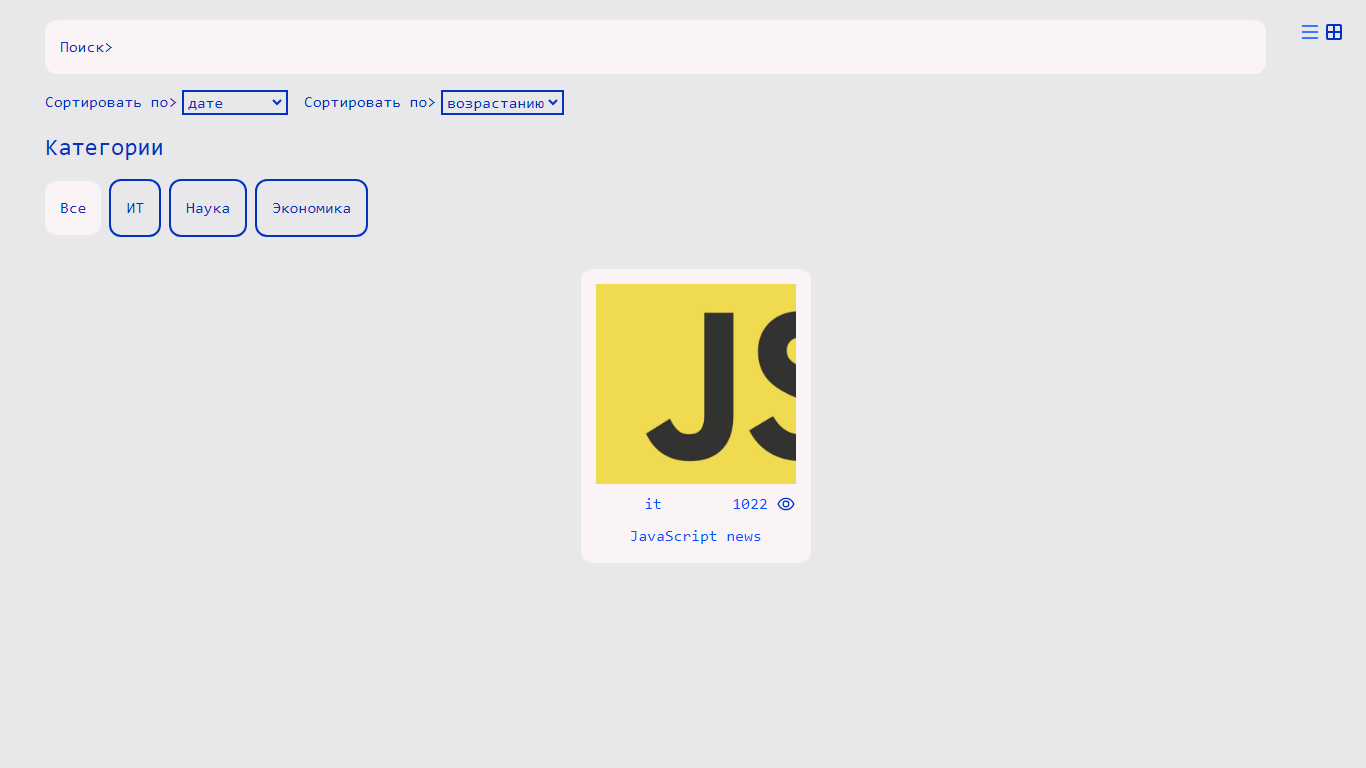 Поиск>
Сортировать по> дате Сортировать по> возрастанию
Категории
Все ИТ Наука Экономика
JS
it 1022
JavaScript news